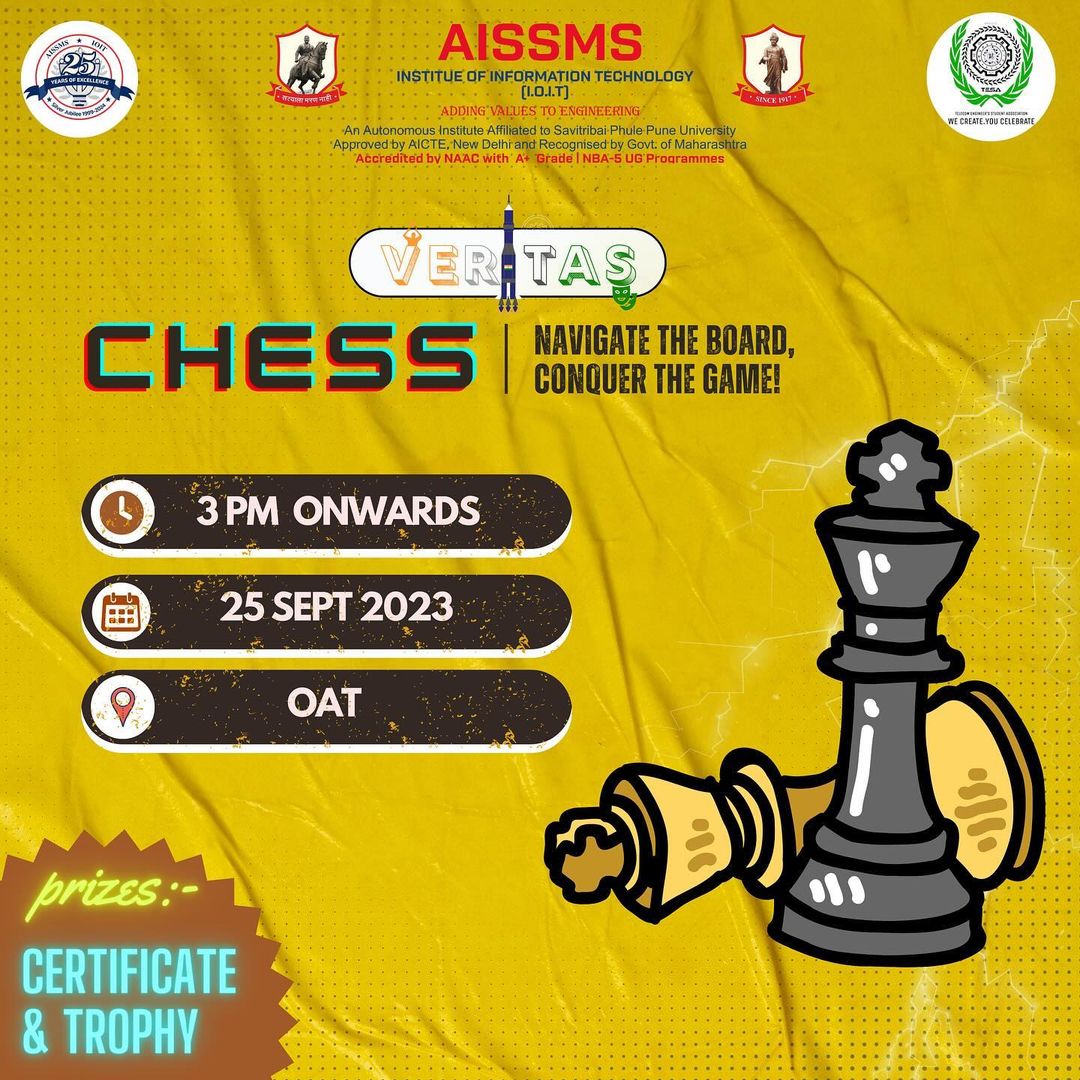 AISSMS IOIT
25
YEARS OF EXCELLENCE
Silver Jubilee 1999-2024
सत्याला मरण नाही
AISSMS
INSTITUE OF INFORMATION TECHNOLOGY
(I.O.I.T)
ADDING VALUES TO ENGINEERING
An Autonomous Institute Affiliated to Savitribai Phule Pune University
Approved by AICTE, New Delhi and Recognised by Govt. of Maharashtra
Accredited by NAAC with 'A+' Grade | NBA-5 UG Programmes
SINCE 1917
TESA
TELECOM ENGINEER'S STUDENT ASSOCIATION
WE CREATE.YOU CELEBRATE
VERITAS
CHESS
NAVIGATE THE BOARD,
CONQUER THE GAME!
3 PM ONWARDS
25 SEPT 2023
OAT
prizes:-
CERTIFICATE
& TROPHY